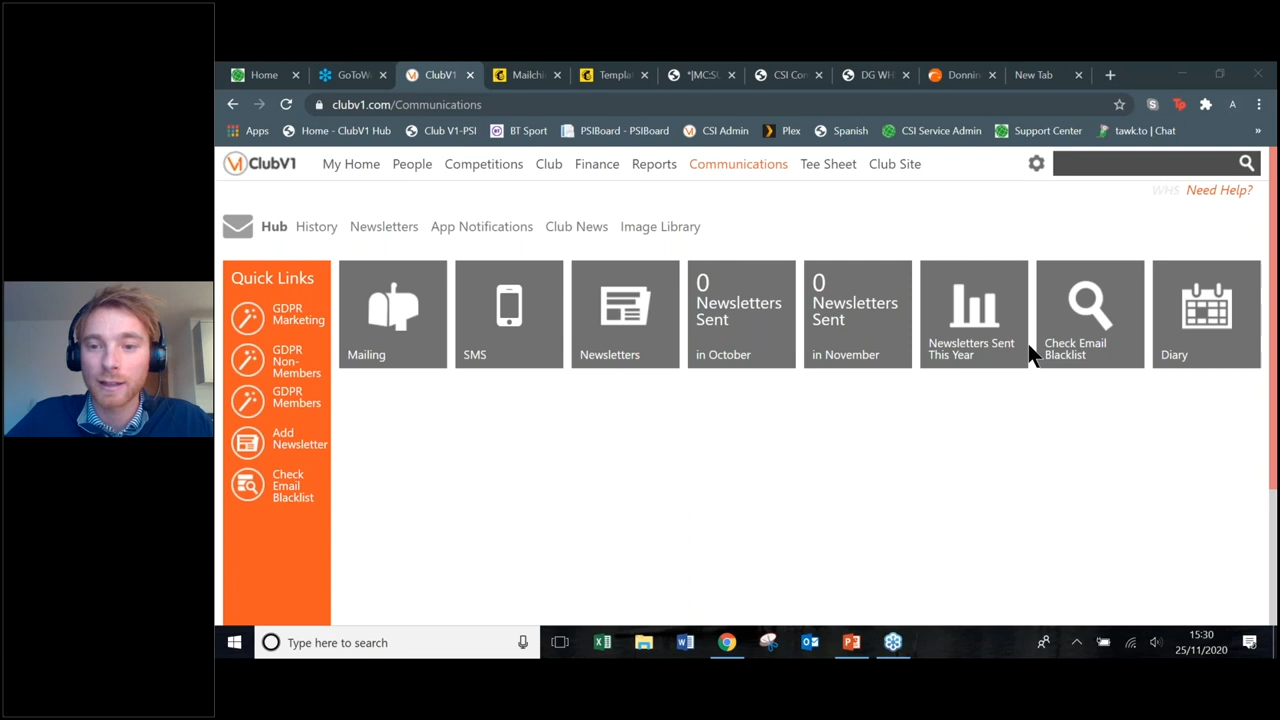 Home
GoToW
ClubV1
Mailchi
Templa
*|MC:SU
CSI Con
DG WH
Donnin
New Tab
clubv1.com/Communications
A
Apps
Home - ClubV1 Hub
Club V1-PSI
BT Sport
PSIBoard - PSIBoard
CSI Admin
Plex
Spanish
CSI Service Admin
Support Center
tawk.to | Chat
»
ClubV1
My Home
People
Competitions
Club
Finance
Reports
Communications
Tee Sheet
Club Site
WHS
Need Help?
Hub
History
Newsletters
App Notifications
Club News
Image Library
Quick Links
GDPR
Marketing
GDPR
Non-
Members
GDPR
Members
Add
Newsletter
Check
Email
Blacklist
Mailing
SMS
Newsletters
0
Newsletters
Sent
in October
0
Newsletters
Sent
in November
Newsletters Sent
This Year
Check Email
Blacklist
Diary
Type here to search
15:30
25/11/2020